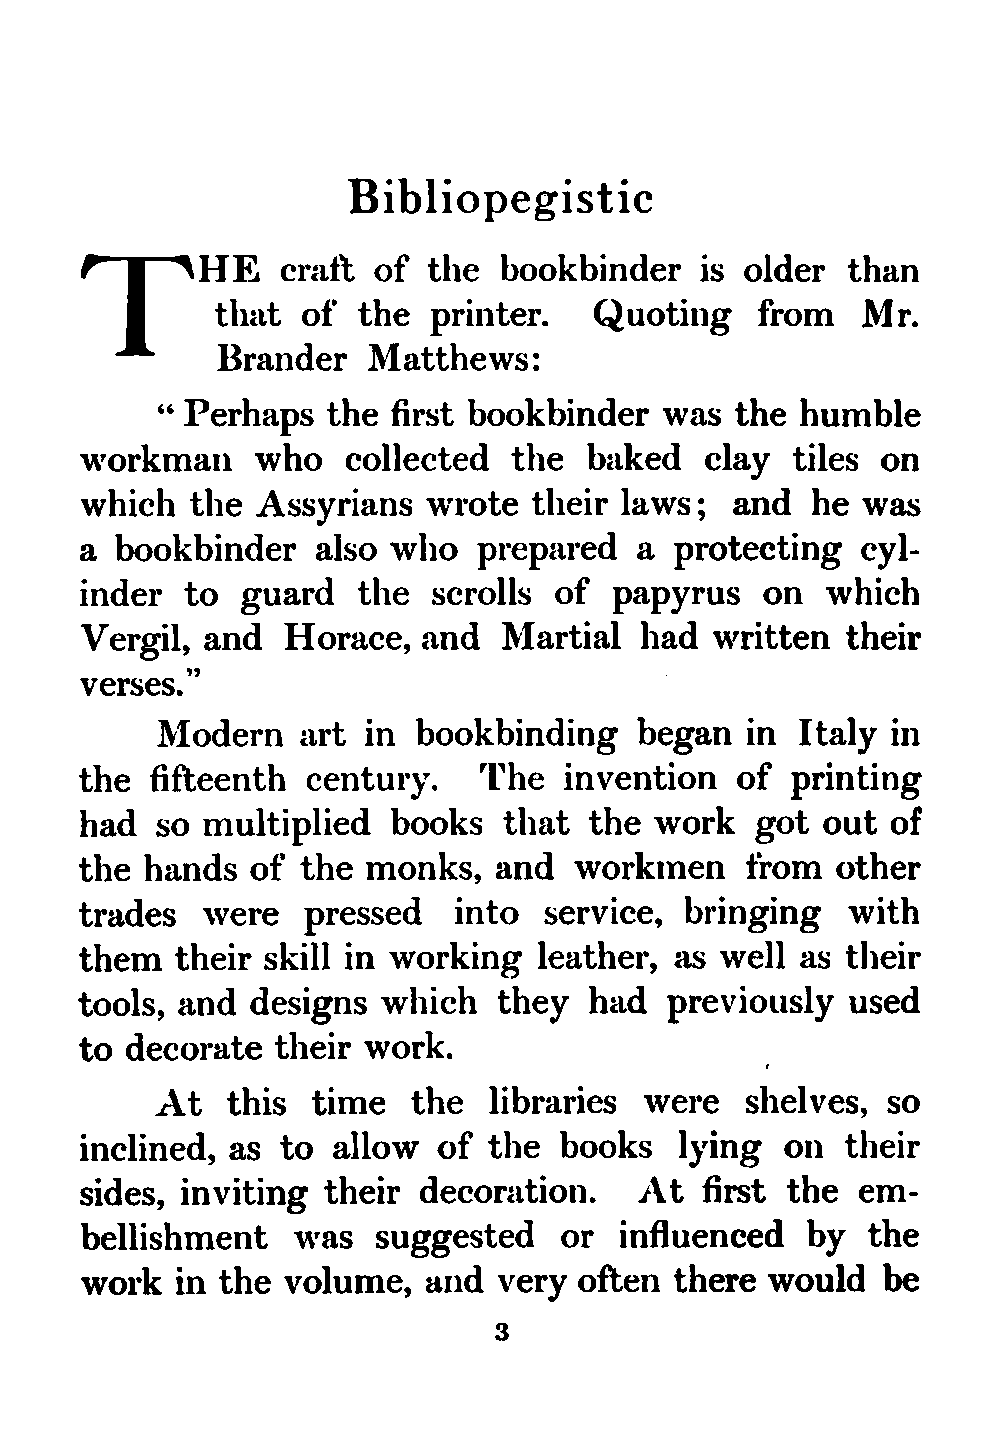 Bibliopegistic
THE craft of the bookbinder is older than
that of the printer. Quoting from Mr.
Brander Matthews:
“Perhaps the first bookbinder was the humble
workman who collected the baked clay tiles on
which the Assyrians wrote their laws; and he was
a bookbinder also who prepared a protecting cyl-
inder to guard the scrolls of papyrus on which
Vergil, and Horace, and Martial had written their
verses.”
Modern art in bookbinding began in Italy in
the fifteenth century. The invention of printing
had so multiplied books that the work got out of
the hands of the monks, and workmen from other
trades were pressed into service, bringing with
them their skill in working leather, as well as their
tools, and designs which they had previously used
to decorate their work.
At this time the libraries were shelves, so
inclined, as to allow of the books lying on their
sides, inviting their decoration. At first the em-
bellishment was suggested or influenced by the
work in the volume, and very often there would be
3